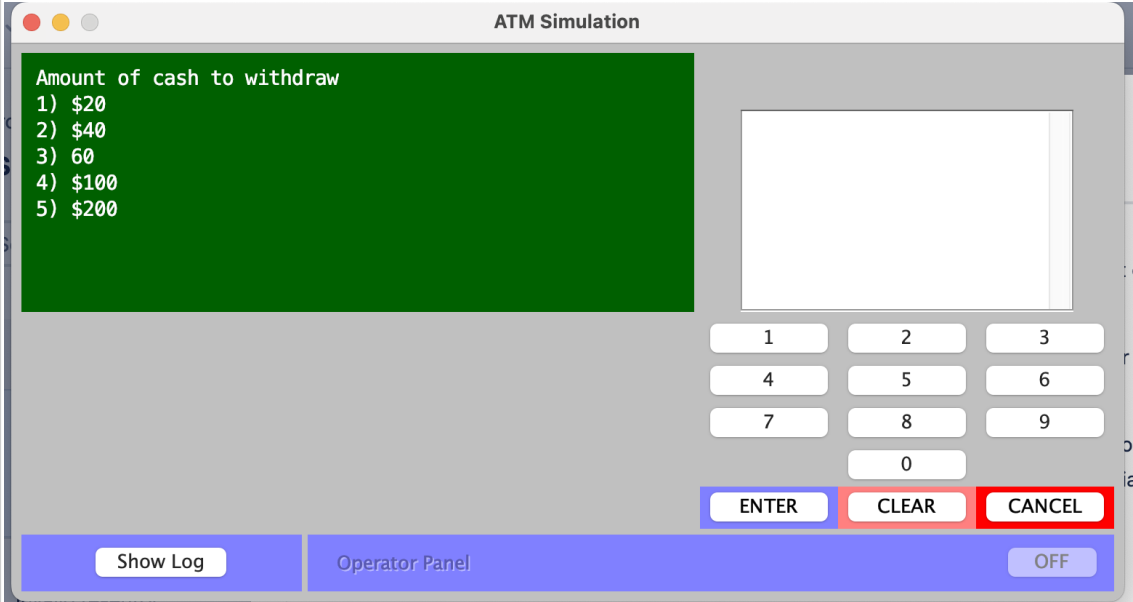 ATM Simulation
Amount of cash to withdraw
1) $20
2) $40
3) 60
4) $100
5) $200
1 2 3
4 5 6
7 8 9
0
ENTER CLEAR CANCEL
Show Log Operator Panel OFF